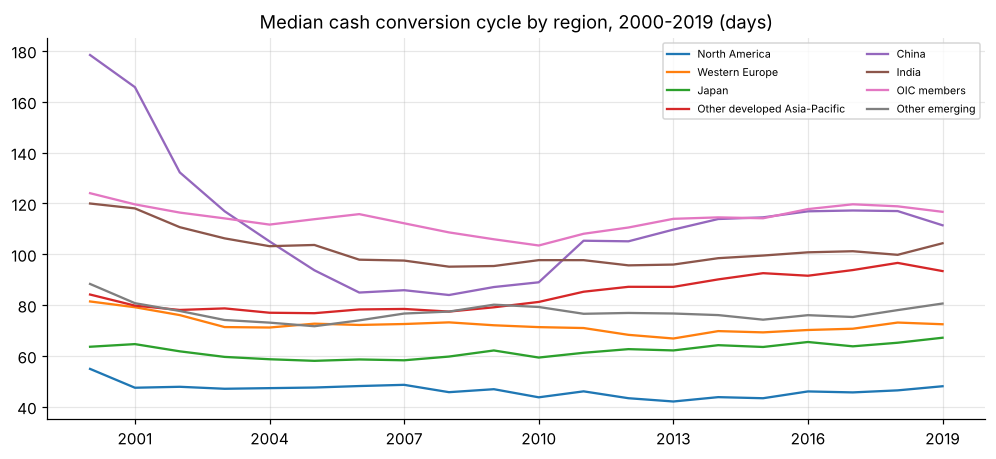 Median cash conversion cycle by region, 2000-2019 (days)
North America
Western Europe
Japan
Other developed Asia-Pacific
China
India
OIC members
Other emerging
180
160
140
120
100
80
60
40
2001 2004 2007 2010 2013 2016 2019